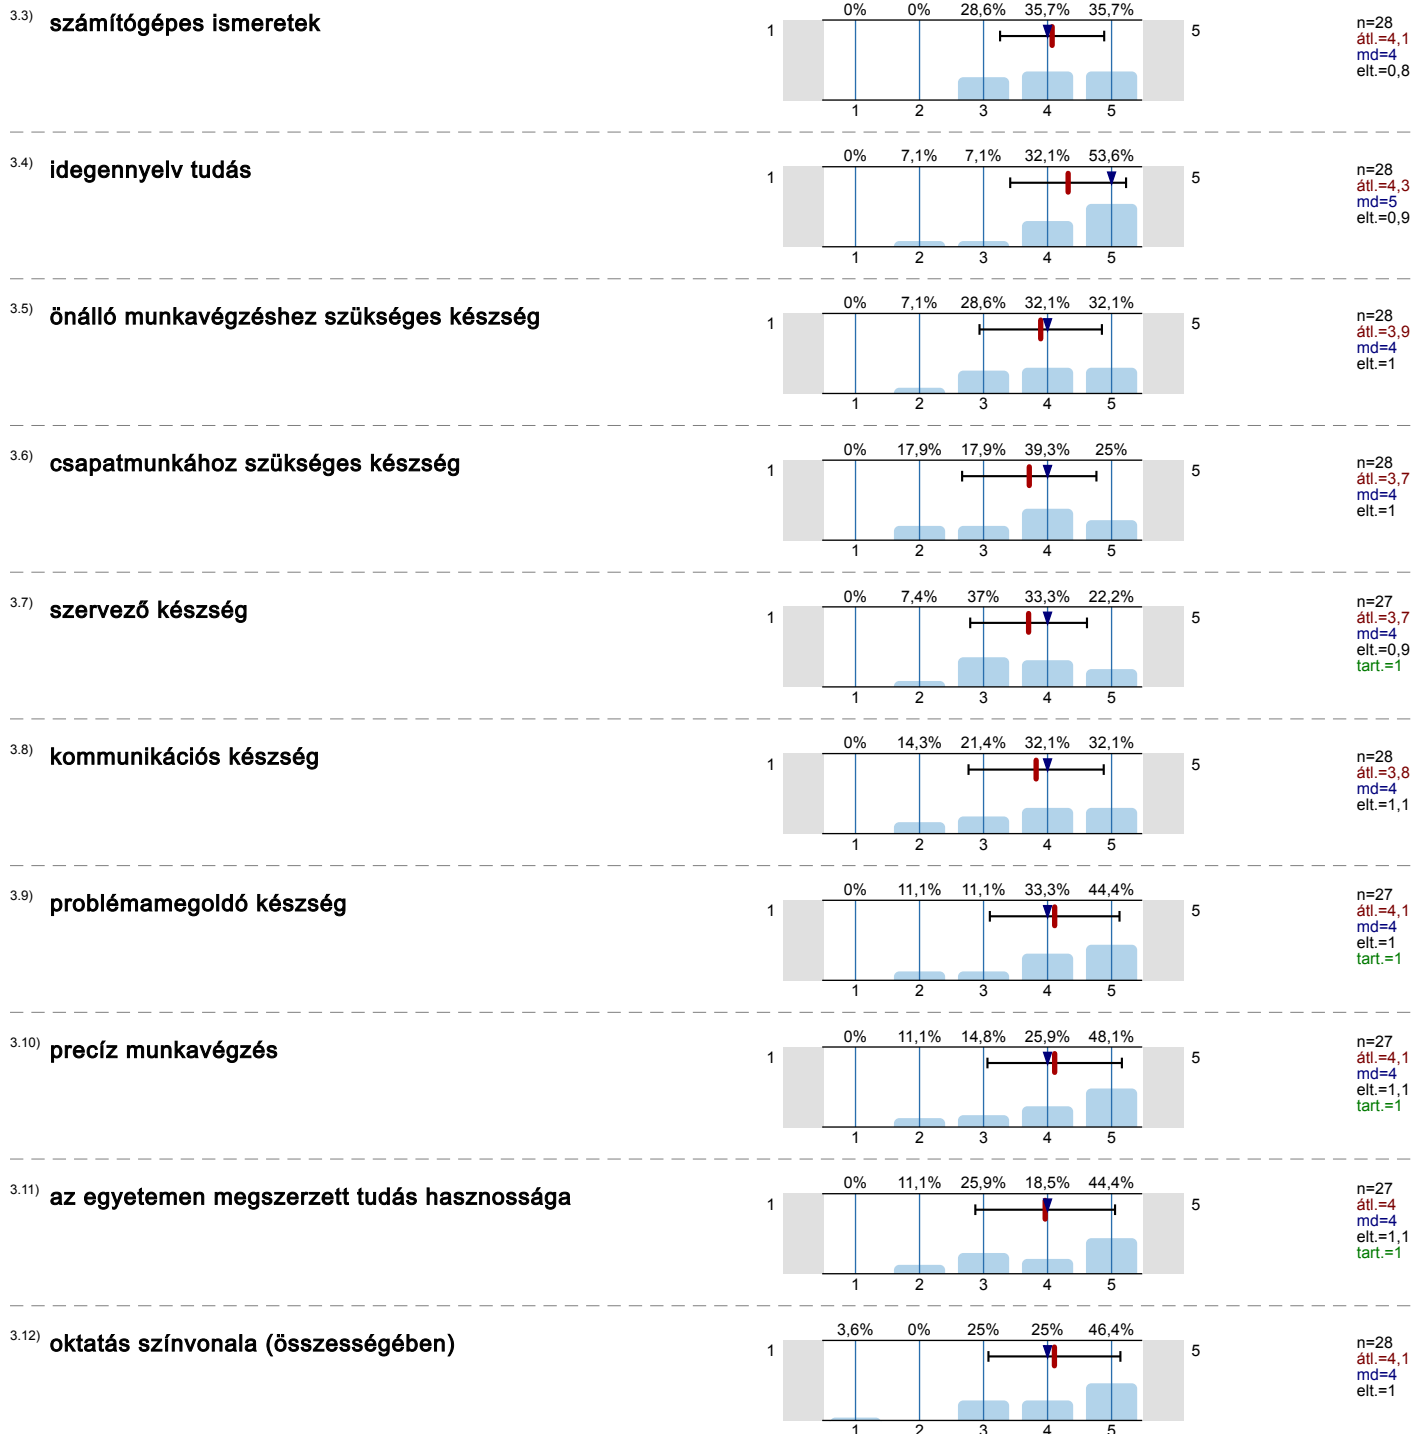 3.3) számítógépes ismeretek
0% 0% 28,6% 35,7% 35,7%
1 5
1 2 3 4 5
n=28
átl.=4,1
md=4
elt.=0,8
3.4) idegennyelv tudás
0% 7,1% 7,1% 32,1% 53,6%
1 5
1 2 3 4 5
n=28
átl.=4,3
md=5
elt.=0,9
3.5) önálló munkavégzéshez szükséges készség
0% 7,1% 28,6% 32,1% 32,1%
1 5
1 2 3 4 5
n=28
átl.=3,9
md=4
elt.=1
3.6) csapatmunkához szükséges készség
0% 17,9% 17,9% 39,3% 25%
1 5
1 2 3 4 5
n=28
átl.=3,7
md=4
elt.=1
3.7) szervező készség
0% 7,4% 37% 33,3% 22,2%
1 5
1 2 3 4 5
n=27
átl.=3,7
md=4
elt.=0,9
tart.=1
3.8) kommunikációs készség
0% 14,3% 21,4% 32,1% 32,1%
1 5
1 2 3 4 5
n=28
átl.=3,8
md=4
elt.=1,1
3.9) problémamegoldó készség
0% 11,1% 11,1% 33,3% 44,4%
1 5
1 2 3 4 5
n=27
átl.=4,1
md=4
elt.=1
tart.=1
3.10) precíz munkavégzés
0% 11,1% 14,8% 25,9% 48,1%
1 5
1 2 3 4 5
n=27
átl.=4,1
md=4
elt.=1,1
tart.=1
3.11) az egyetemen megszerzett tudás hasznossága
0% 11,1% 25,9% 18,5% 44,4%
1 5
1 2 3 4 5
n=27
átl.=4
md=4
elt.=1,1
tart.=1
3.12) oktatás színvonala (összességében)
3,6% 0% 25% 25% 46,4%
1 5
1 2 3 4 5
n=28
átl.=4,1
md=4
elt.=1